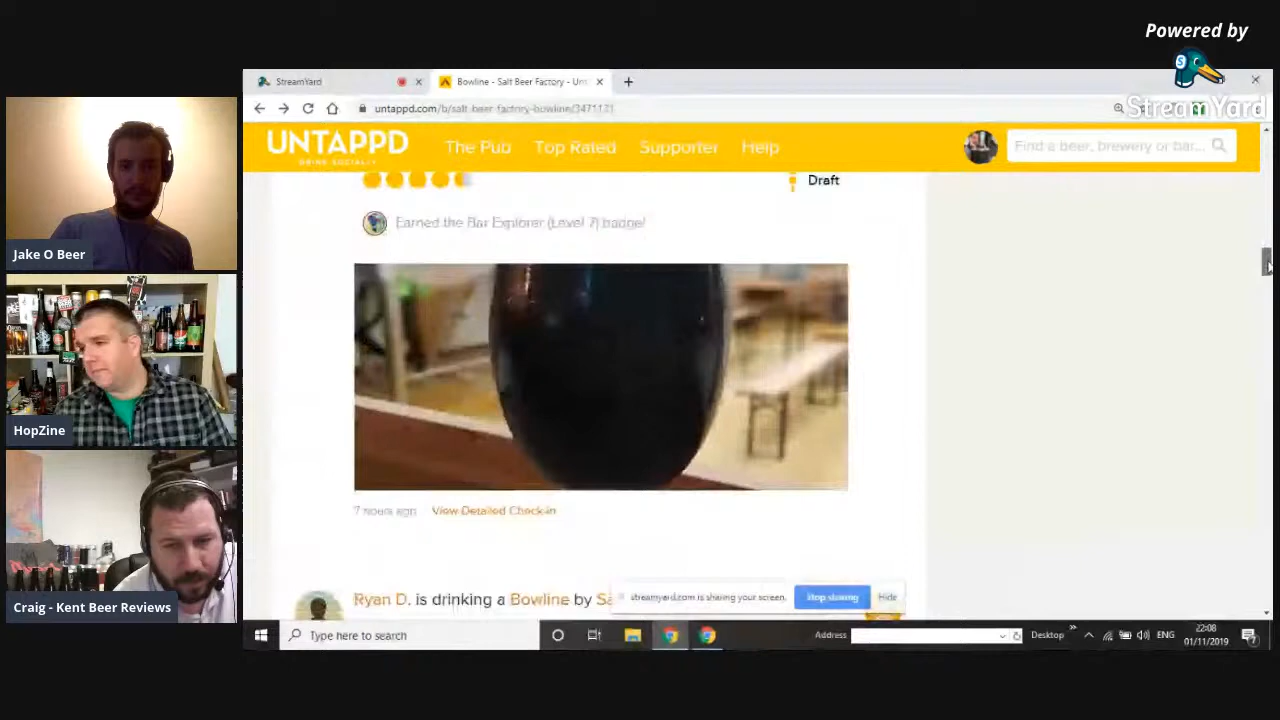 Powered by
StreamYard
StreamYard
Bowline - Salt Beer Factory - Un
untappd.com/b/salt-beer-factory-bowline/3471131
UNTAPPD
DRINK SOCIALLY
The Pub
Top Rated
Supporter
Help
Find a beer, brewery or bar...
Draft
Earned the Bar Explorer (Level 7) badge!
7 hours ago
View Detailed Check-in
Ryan D. is drinking a Bowline by Sa
streamyard.com is sharing your screen.
Stop sharing
Hide
Type here to search
Address
Desktop
ENG
22:08
01/11/2019
Jake O Beer
HopZine
Craig - Kent Beer Reviews